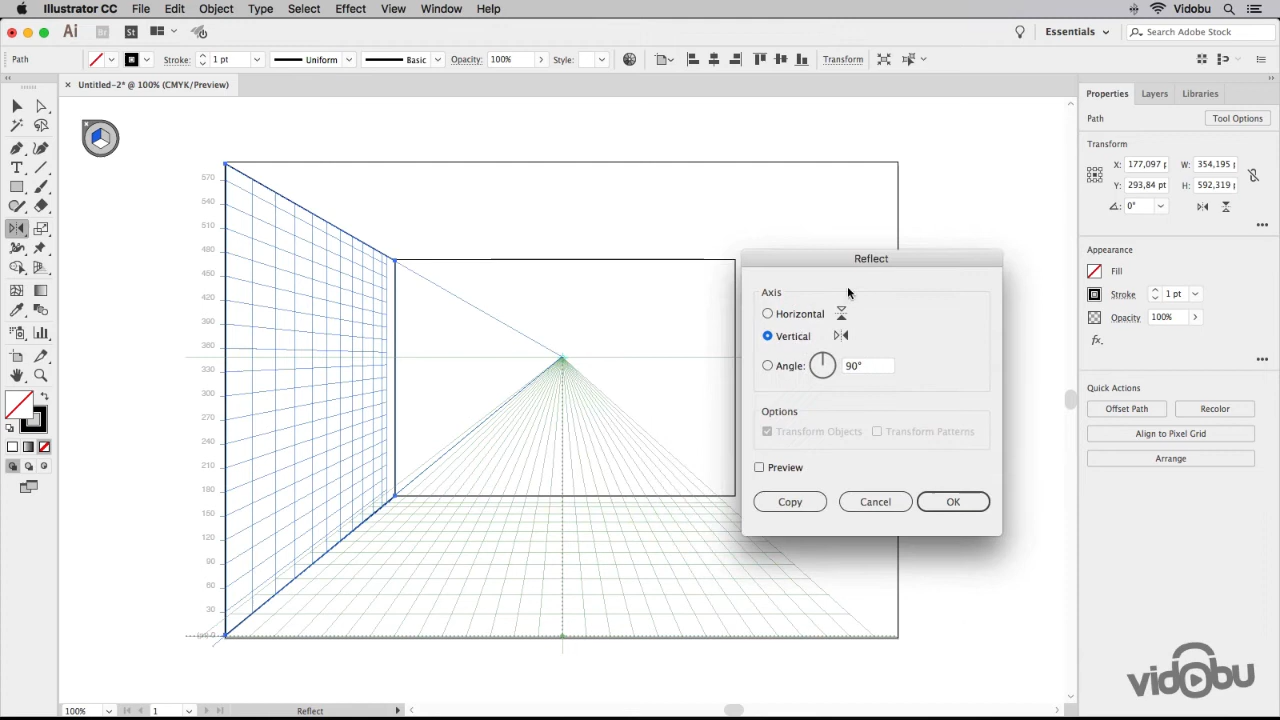 Illustrator CC File Edit Object Type Select Effect View Window Help Vidobu
Ai Br St Essentials Search Adobe Stock
Path Stroke: 1 pt Uniform Basic Opacity: 100% Style: Transform
× Untitled-2* @ 100% (CMYK/Preview)
Properties Layers Libraries
Path Tool Options
Transform
X: 177,097 p W: 354,195 p
Y: 293,84 pt H: 592,319 p
0°
Appearance
Fill
Stroke 1 pt
Opacity 100%
fx.
Quick Actions
Offset Path Recolor
Align to Pixel Grid
Arrange
570
540
510
480
450
420
390
360
330
300
270
240
210
180
150
120
90
60
30
Reflect
Axis
Horizontal
Vertical
Angle: 90°
Options
Transform Objects Transform Patterns
Preview
Copy Cancel OK
vidobu
100% 1 Reflect